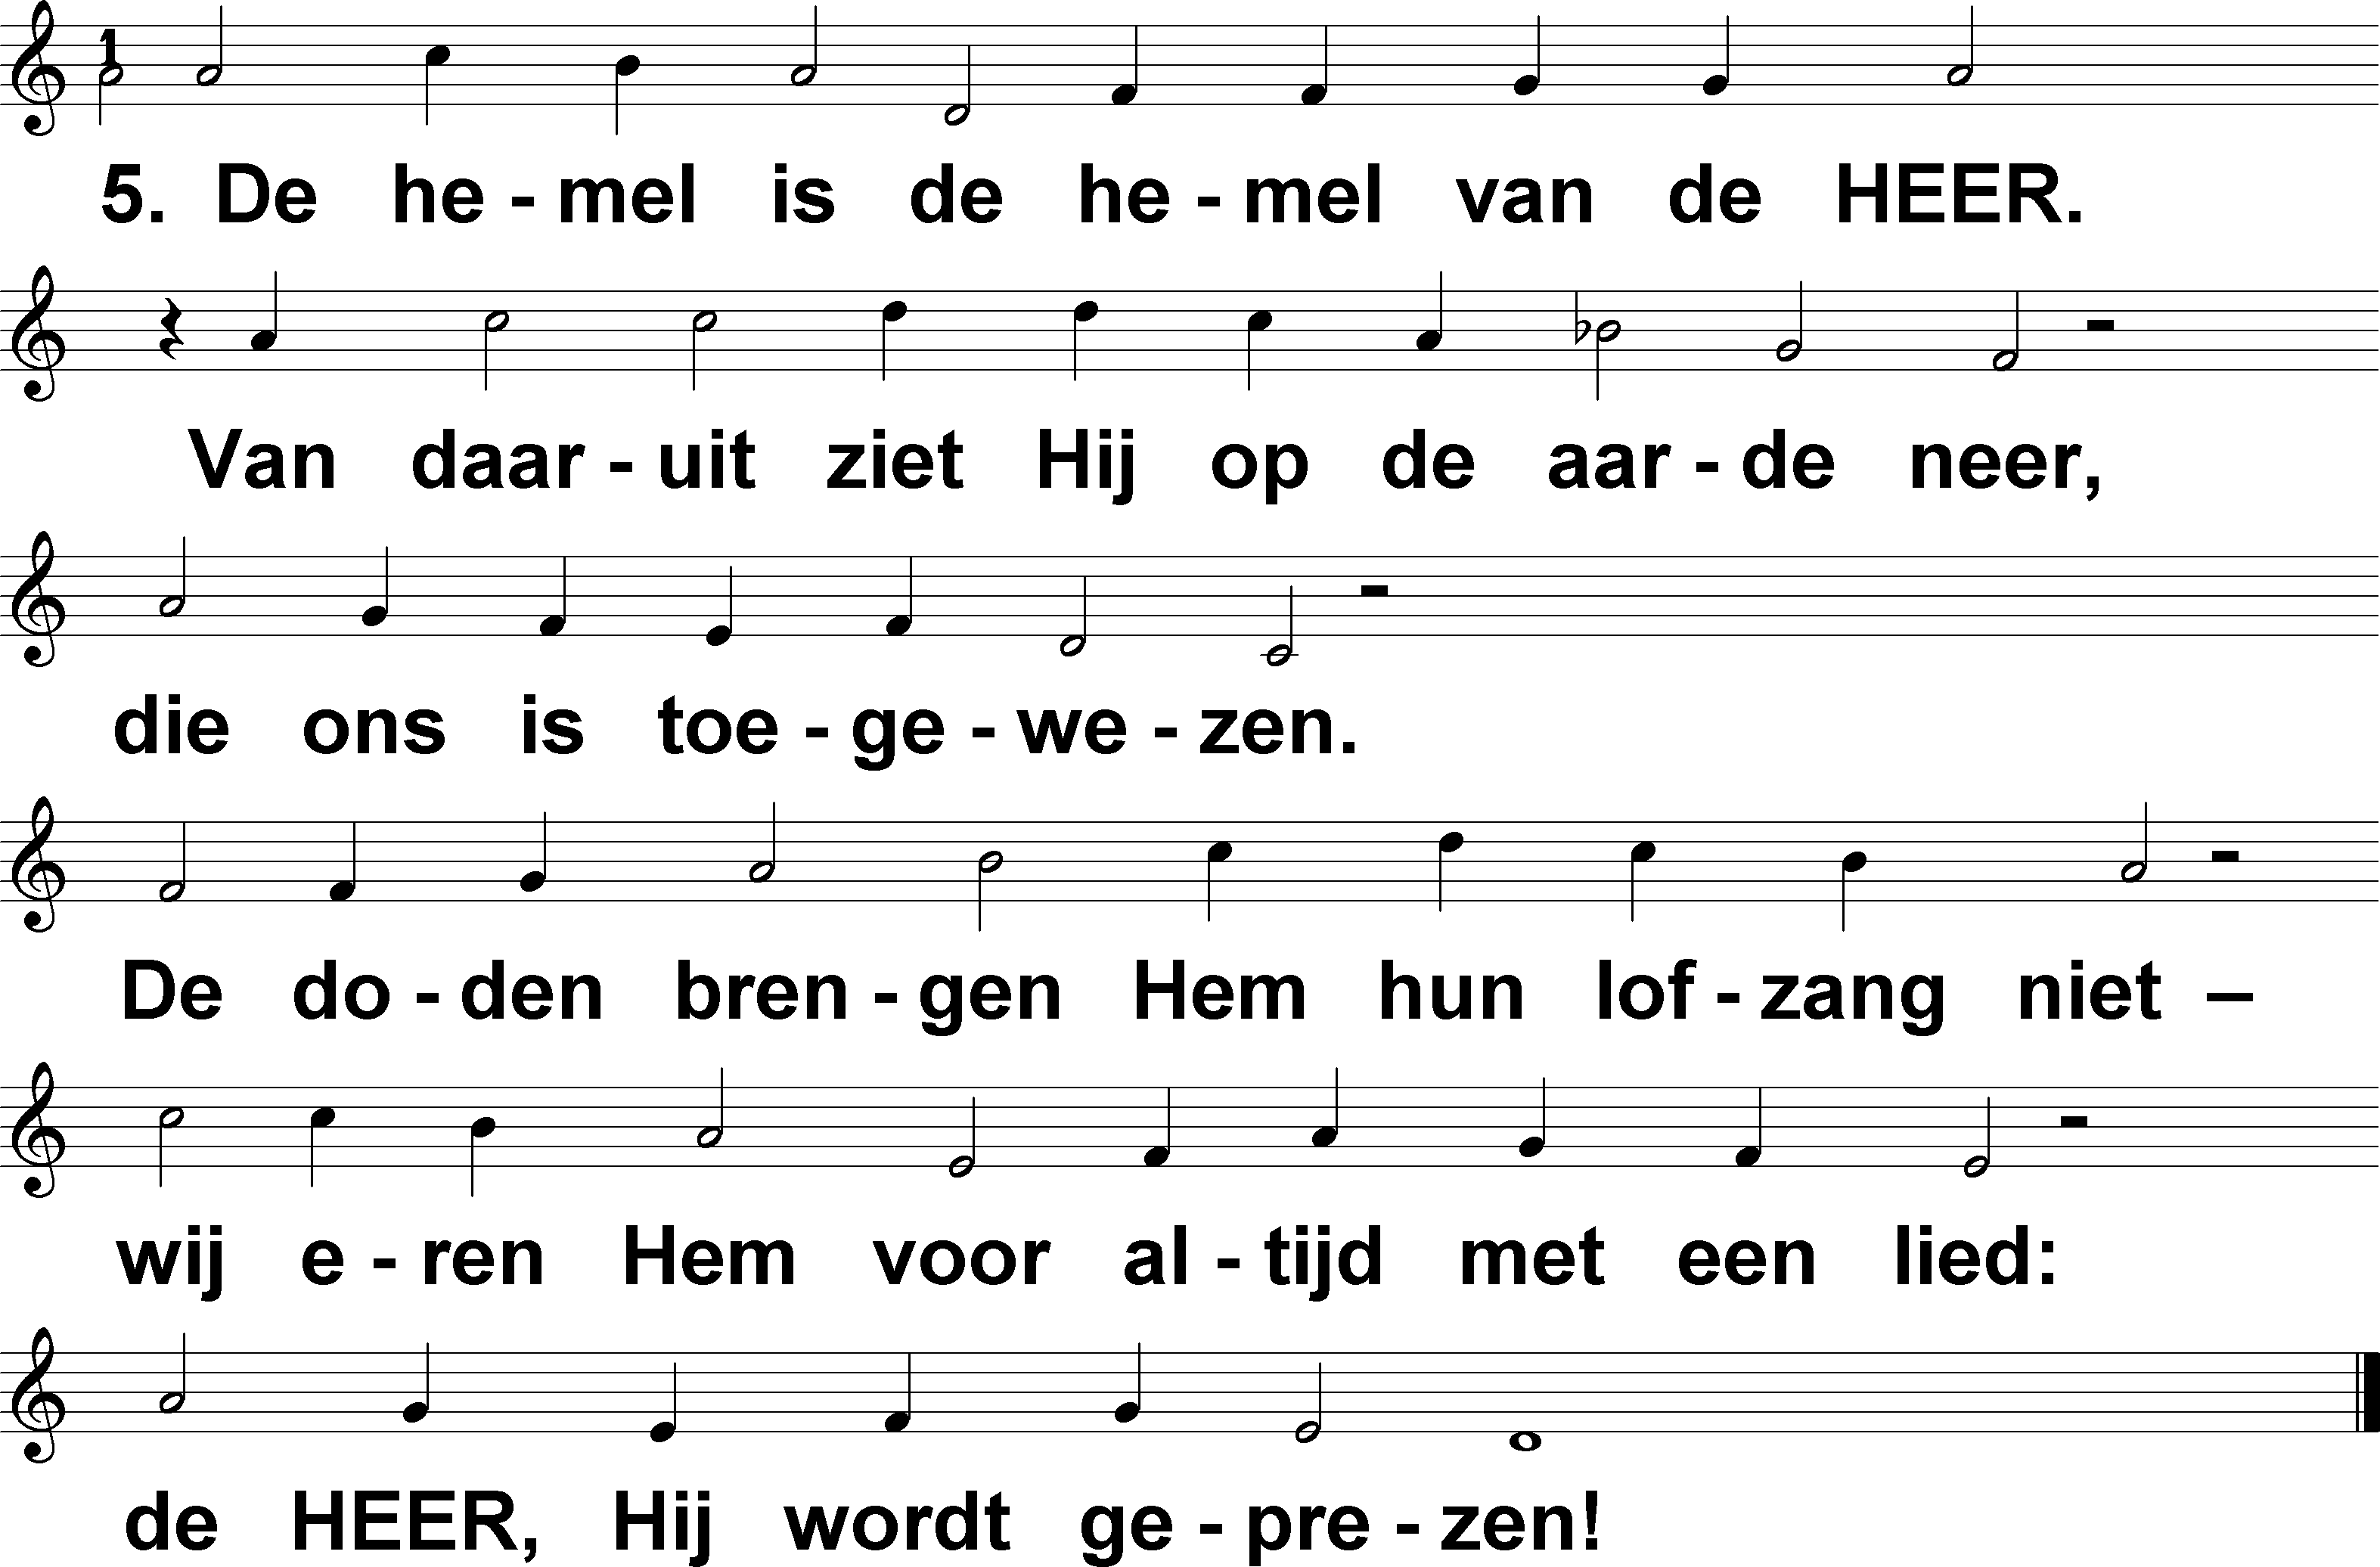 1
5. De he - mel is de he - mel van de HEER.
Van daar - uit ziet Hij op de aar - de neer,
die ons is toe - ge - we - zen.
De do - den bren - gen Hem hun lof - zang niet –
wij e - ren Hem voor al - tijd met een lied:
de HEER, Hij wordt ge - pre - zen!